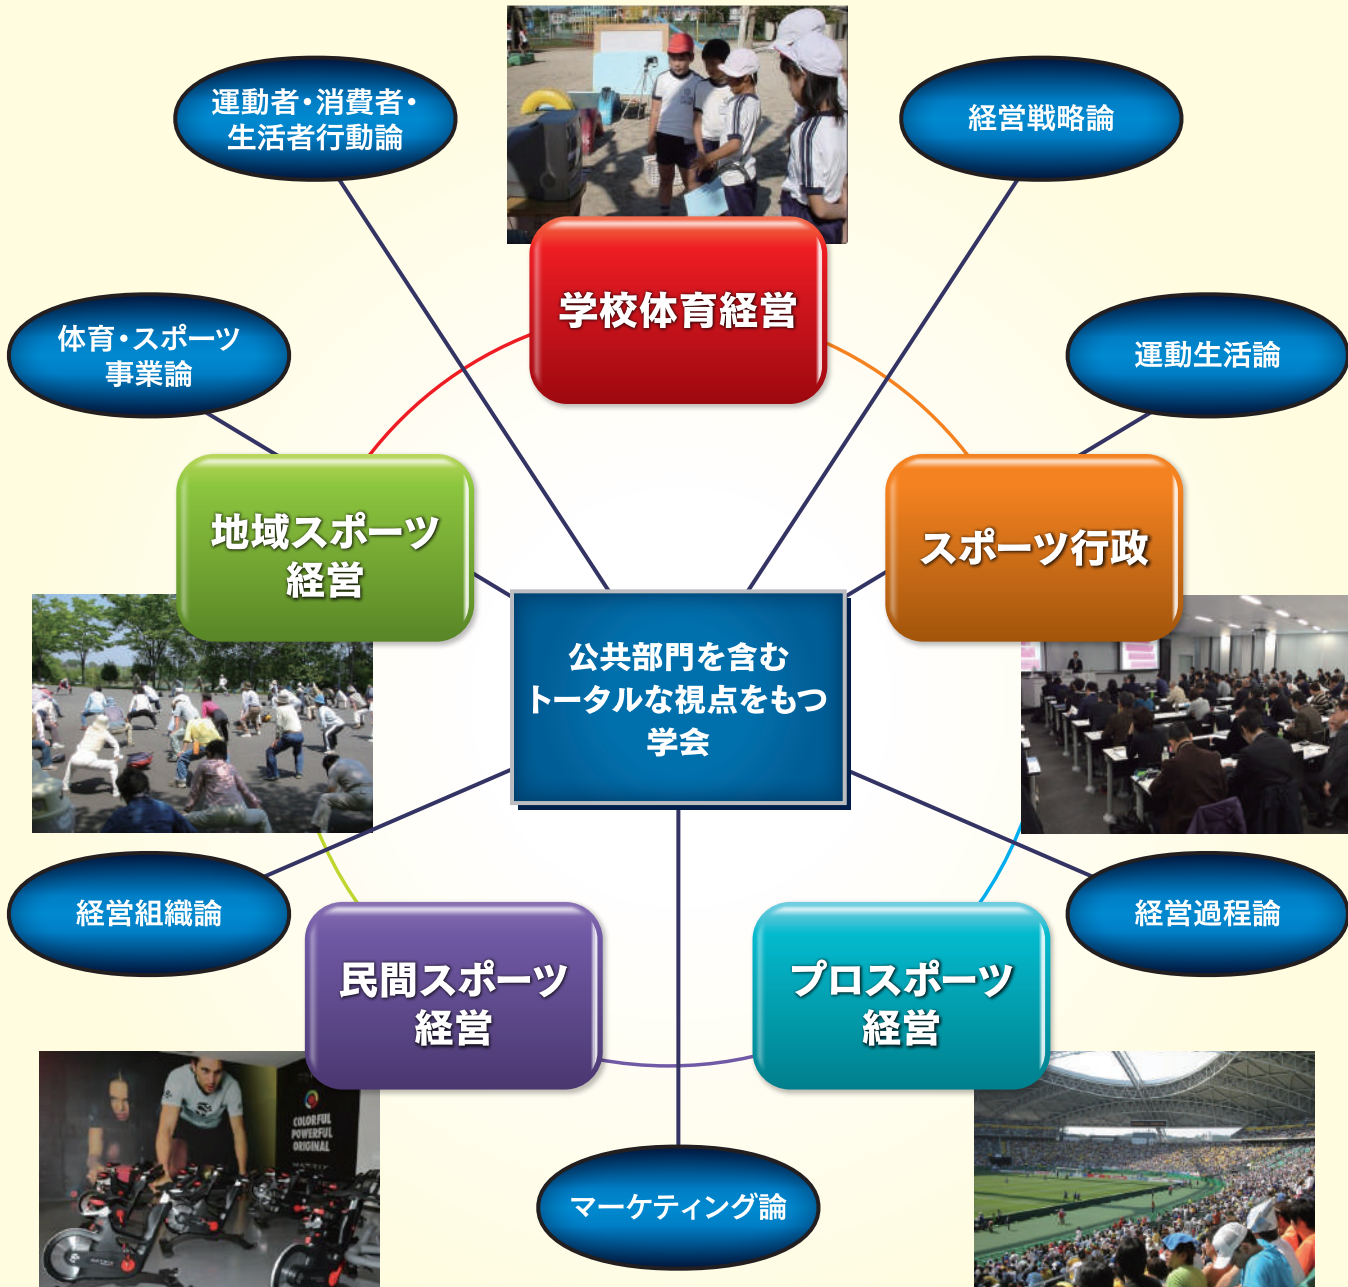 運動者・消費者・
生活者行動論
経営戦略論
学校体育経営
体育・スポーツ
事業論
運動生活論
地域スポーツ
経営
スポーツ行政
公共部門を含む
トータルな視点をもつ
学会
経営組織論
経営過程論
民間スポーツ
経営
プロスポーツ
経営
COLORFUL
POWERFUL
ORIGINAL
マーケティング論